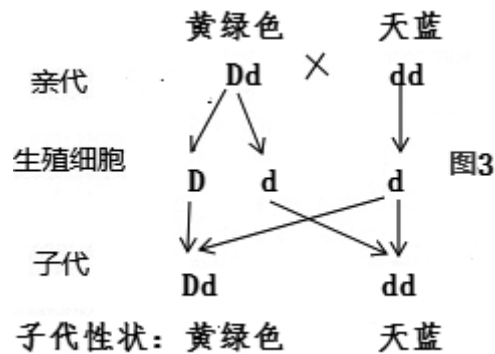 黄绿色 天蓝
亲代 Dd × dd
生殖细胞 D d d 图3
子代 Dd dd
子代性状：黄绿色 天蓝